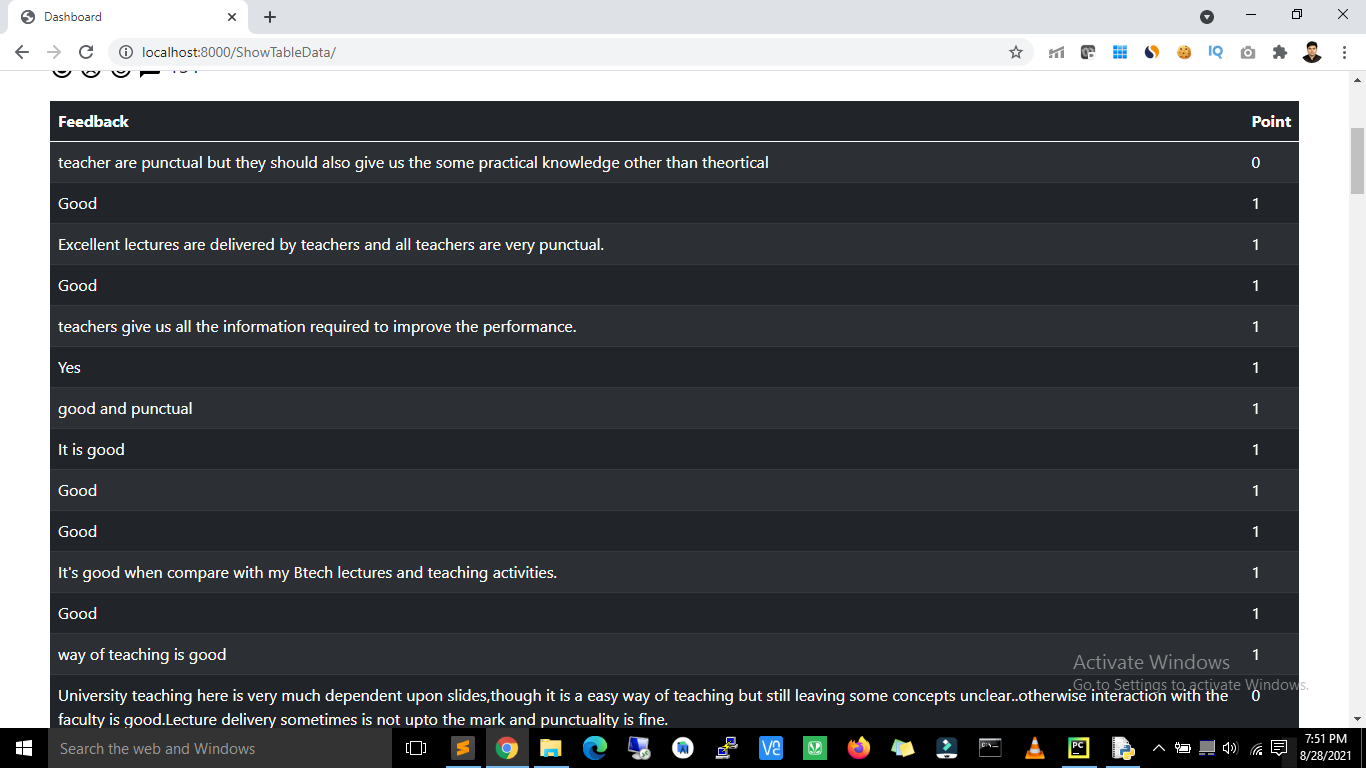 Dashboard
localhost:8000/ShowTableData/
Feedback Point
teacher are punctual but they should also give us the some practical knowledge other than theortical 0
Good 1
Excellent lectures are delivered by teachers and all teachers are very punctual. 1
Good 1
teachers give us all the information required to improve the performance. 1
Yes 1
good and punctual 1
It is good 1
Good 1
Good 1
It's good when compare with my Btech lectures and teaching activities. 1
Good 1
way of teaching is good 1
Activate Windows
Go to Settings to activate Windows.
University teaching here is very much dependent upon slides,though it is a easy way of teaching but still leaving some concepts unclear..otherwise interaction with the 0
faculty is good.Lecture delivery sometimes is not upto the mark and punctuality is fine.
Search the web and Windows
7:51 PM
8/28/2021